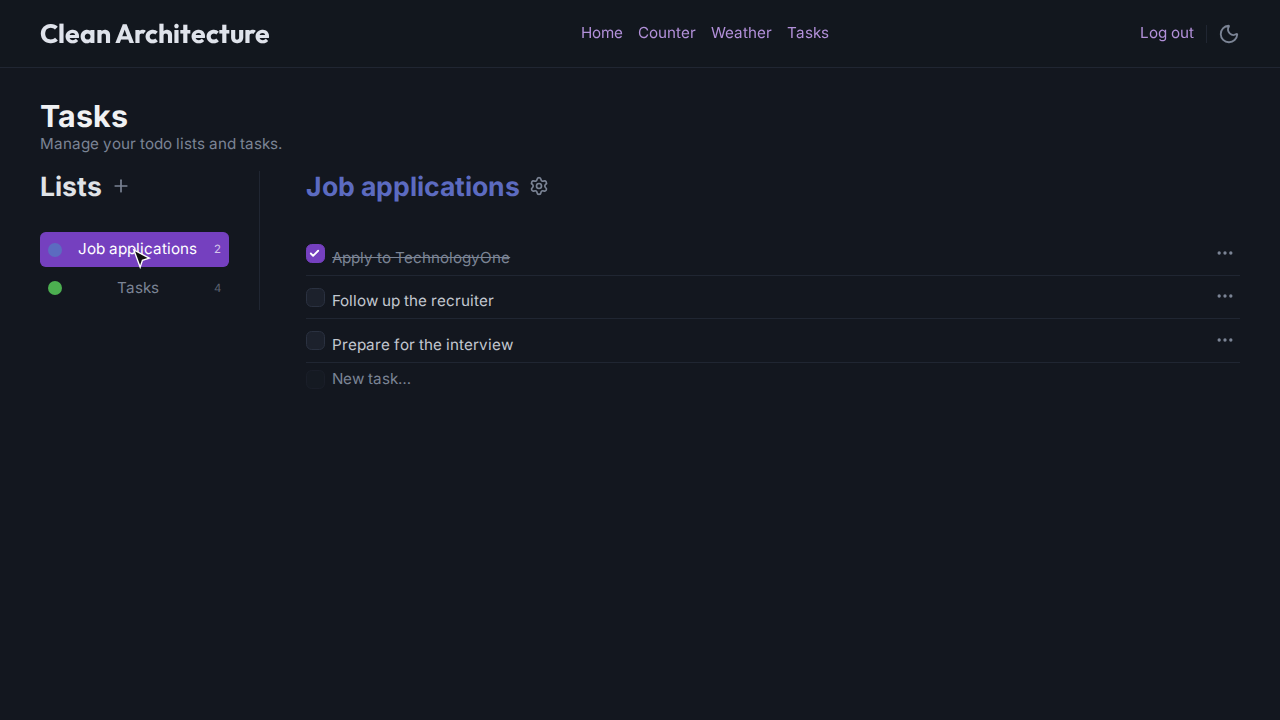 Clean Architecture
Home Counter Weather Tasks
Log out
Tasks
Manage your todo lists and tasks.
Lists
Job applications 2
Tasks 4
Job applications
Apply to TechnologyOne
Follow up the recruiter
Prepare for the interview
New task...